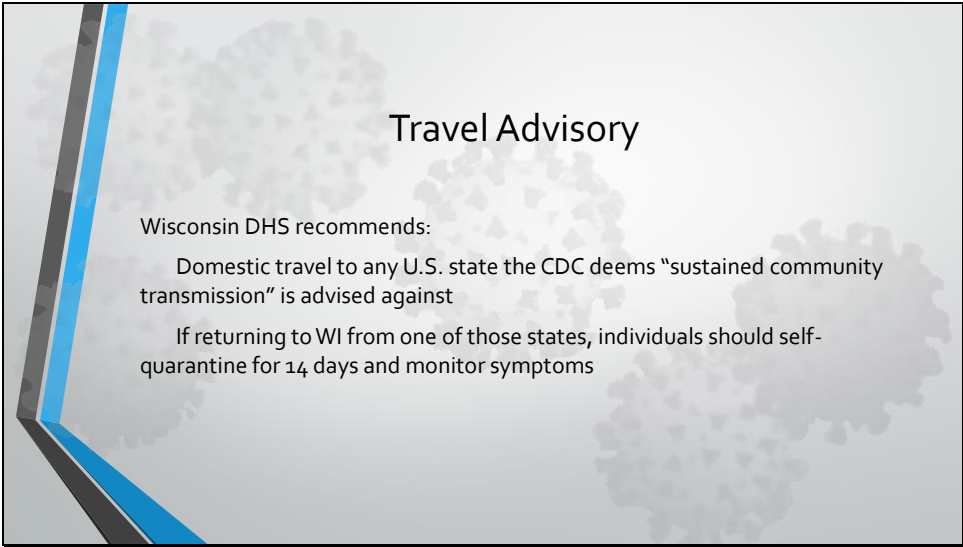 Travel Advisory
Wisconsin DHS recommends:
Domestic travel to any U.S. state the CDC deems “sustained community
transmission” is advised against
If returning to WI from one of those states, individuals should self-
quarantine for 14 days and monitor symptoms